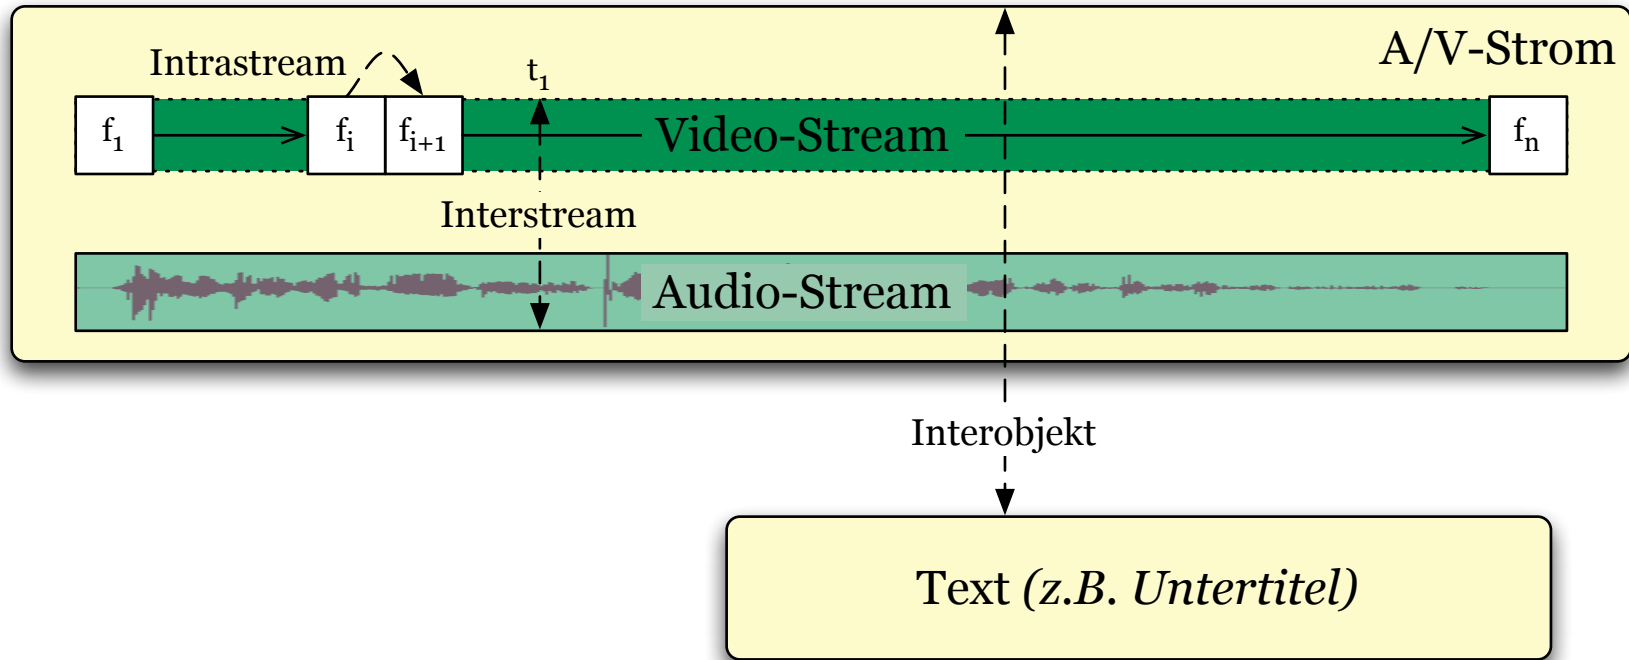 A/V-Strom
Intrastream
t₁
f₁
fᵢ
fᵢ₊₁
Video-Stream
fₙ
Interstream
Audio-Stream
Interobjekt
Text (z.B. Untertitel)